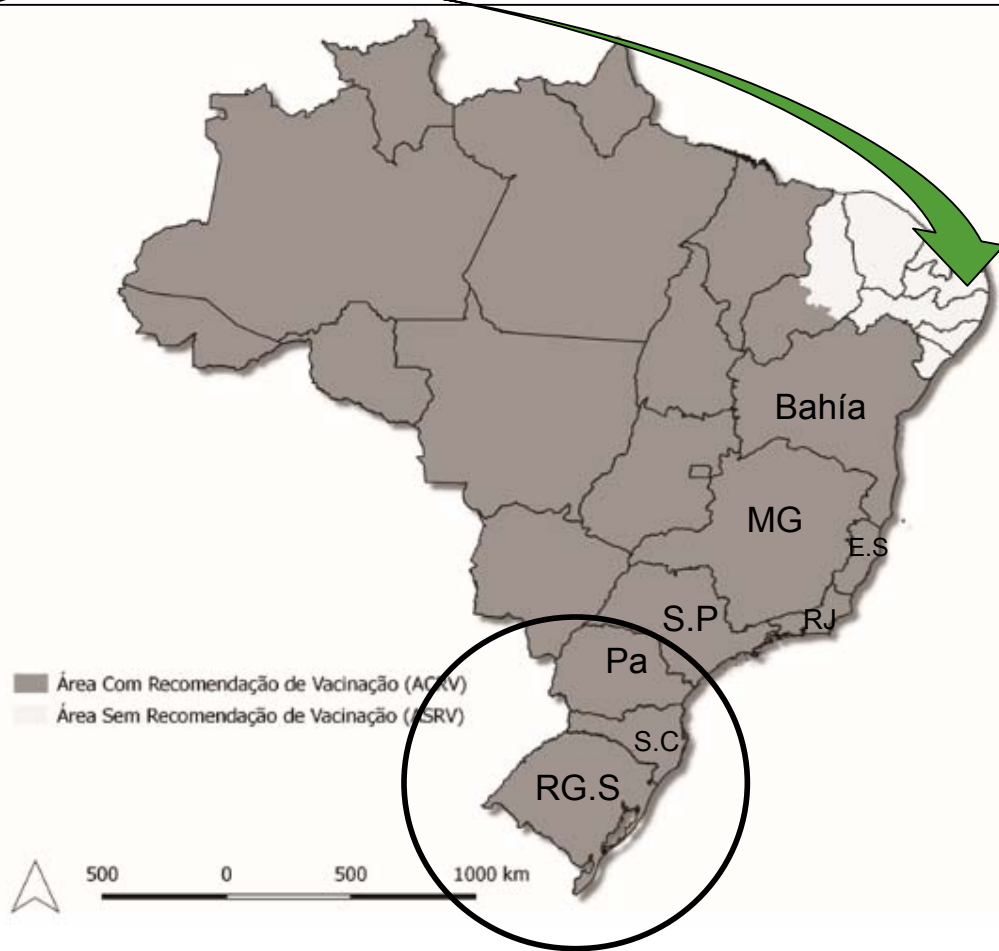 Bahía
MG
E.S
RJ
S.P
Pa
S.C
RG.S
Área Com Recomendação de Vacinação (ACRV)
Área Sem Recomendação de Vacinação (ASRV)
500 0 500 1000 km